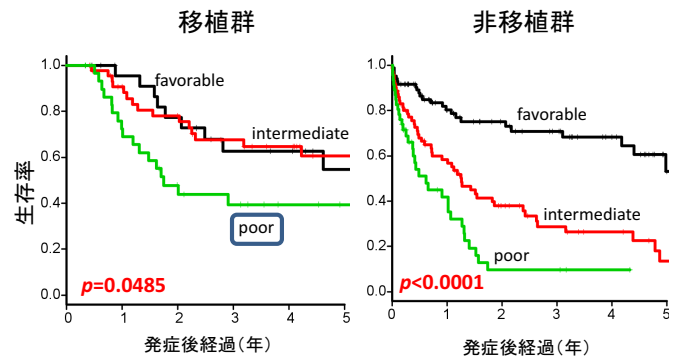 移植群
非移植群
生存率
1.0
0.8
0.6
0.4
0.2
0.0
favorable
intermediate
poor
p=0.0485
0 1 2 3 4 5
発症後経過(年)
1.0
0.8
0.6
0.4
0.2
0.0
favorable
intermediate
poor
p<0.0001
0 1 2 3 4 5
発症後経過(年)